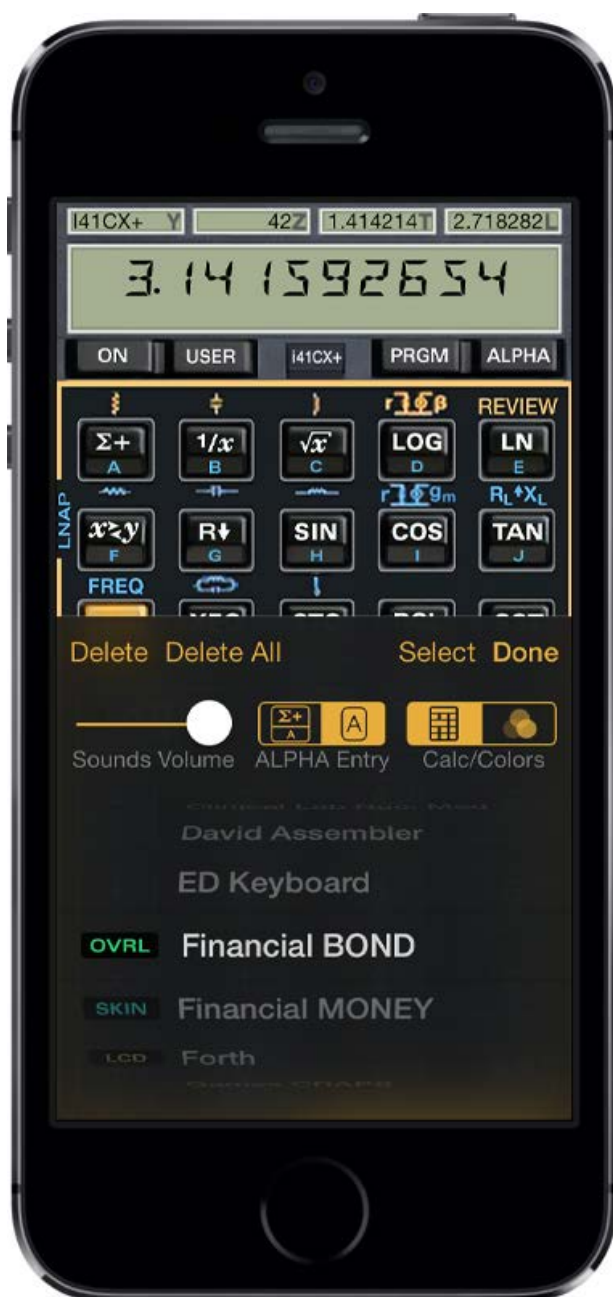 I41CX+ Y 42Z 1.414214T 2.718282L
3.141592654
ON USER i41CX+ PRGM ALPHA
r β REVIEW
Σ+ 1/x √x LOG LN
A B C D E
LNAP
r gm RL XL
x≷y R↓ SIN COS TAN
F G H I J
FREQ
Delete Delete All Select Done
Σ+
A A
Sounds Volume ALPHA Entry Calc/Colors
David Assembler
ED Keyboard
OVRL Financial BOND
SKIN Financial MONEY
LCD Forth